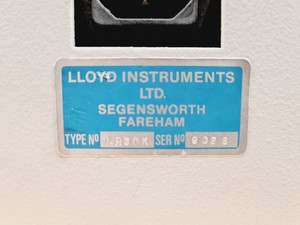 LLOYD INSTRUMENTS
LTD.
SEGENSWORTH
FAREHAM
TYPE Nº SER Nº